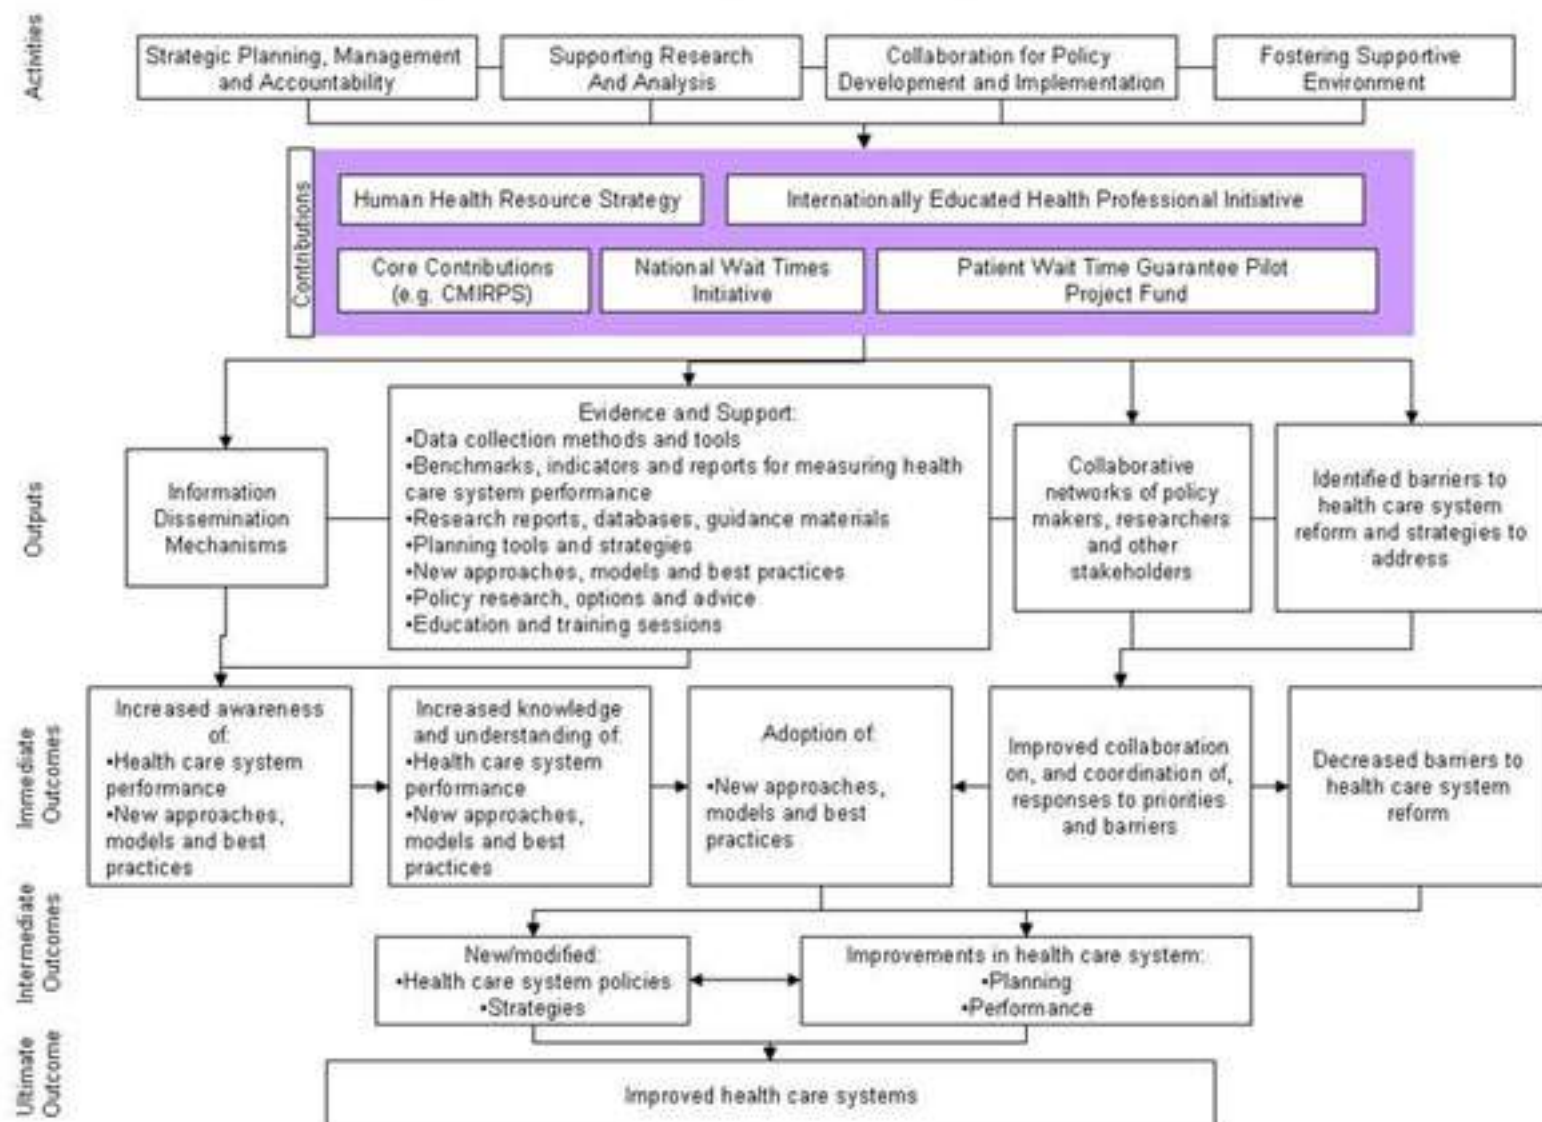 Activities
Strategic Planning, Management
and Accountability
Supporting Research
And Analysis
Collaboration for Policy
Development and Implementation
Fostering Supportive
Environment
Contributions
Human Health Resource Strategy
Internationally Educated Health Professional Initiative
Core Contributions
(e.g. CMIRPS)
National Wait Times
Initiative
Patient Wait Time Guarantee Pilot
Project Fund
Outputs
Information
Dissemination
Mechanisms
Evidence and Support:
•Data collection methods and tools
•Benchmarks, indicators and reports for measuring health
care system performance
•Research reports, databases, guidance materials
•Planning tools and strategies
•New approaches, models and best practices
•Policy research, options and advice
•Education and training sessions
Collaborative
networks of policy
makers, researchers
and other
stakeholders
Identified barriers to
health care system
reform and strategies to
address
Immediate
Outcomes
Increased awareness
of:
•Health care system
performance
•New approaches,
models and best
practices
Increased knowledge
and understanding of:
•Health care system
performance
•New approaches,
models and best
practices
Adoption of:
•New approaches,
models and best
practices
Improved collaboration
on, and coordination of,
responses to priorities
and barriers
Decreased barriers to
health care system
reform
Intermediate
Outcomes
New/modified:
•Health care system policies
•Strategies
Improvements in health care system:
•Planning
•Performance
Ultimate
Outcome
Improved health care systems